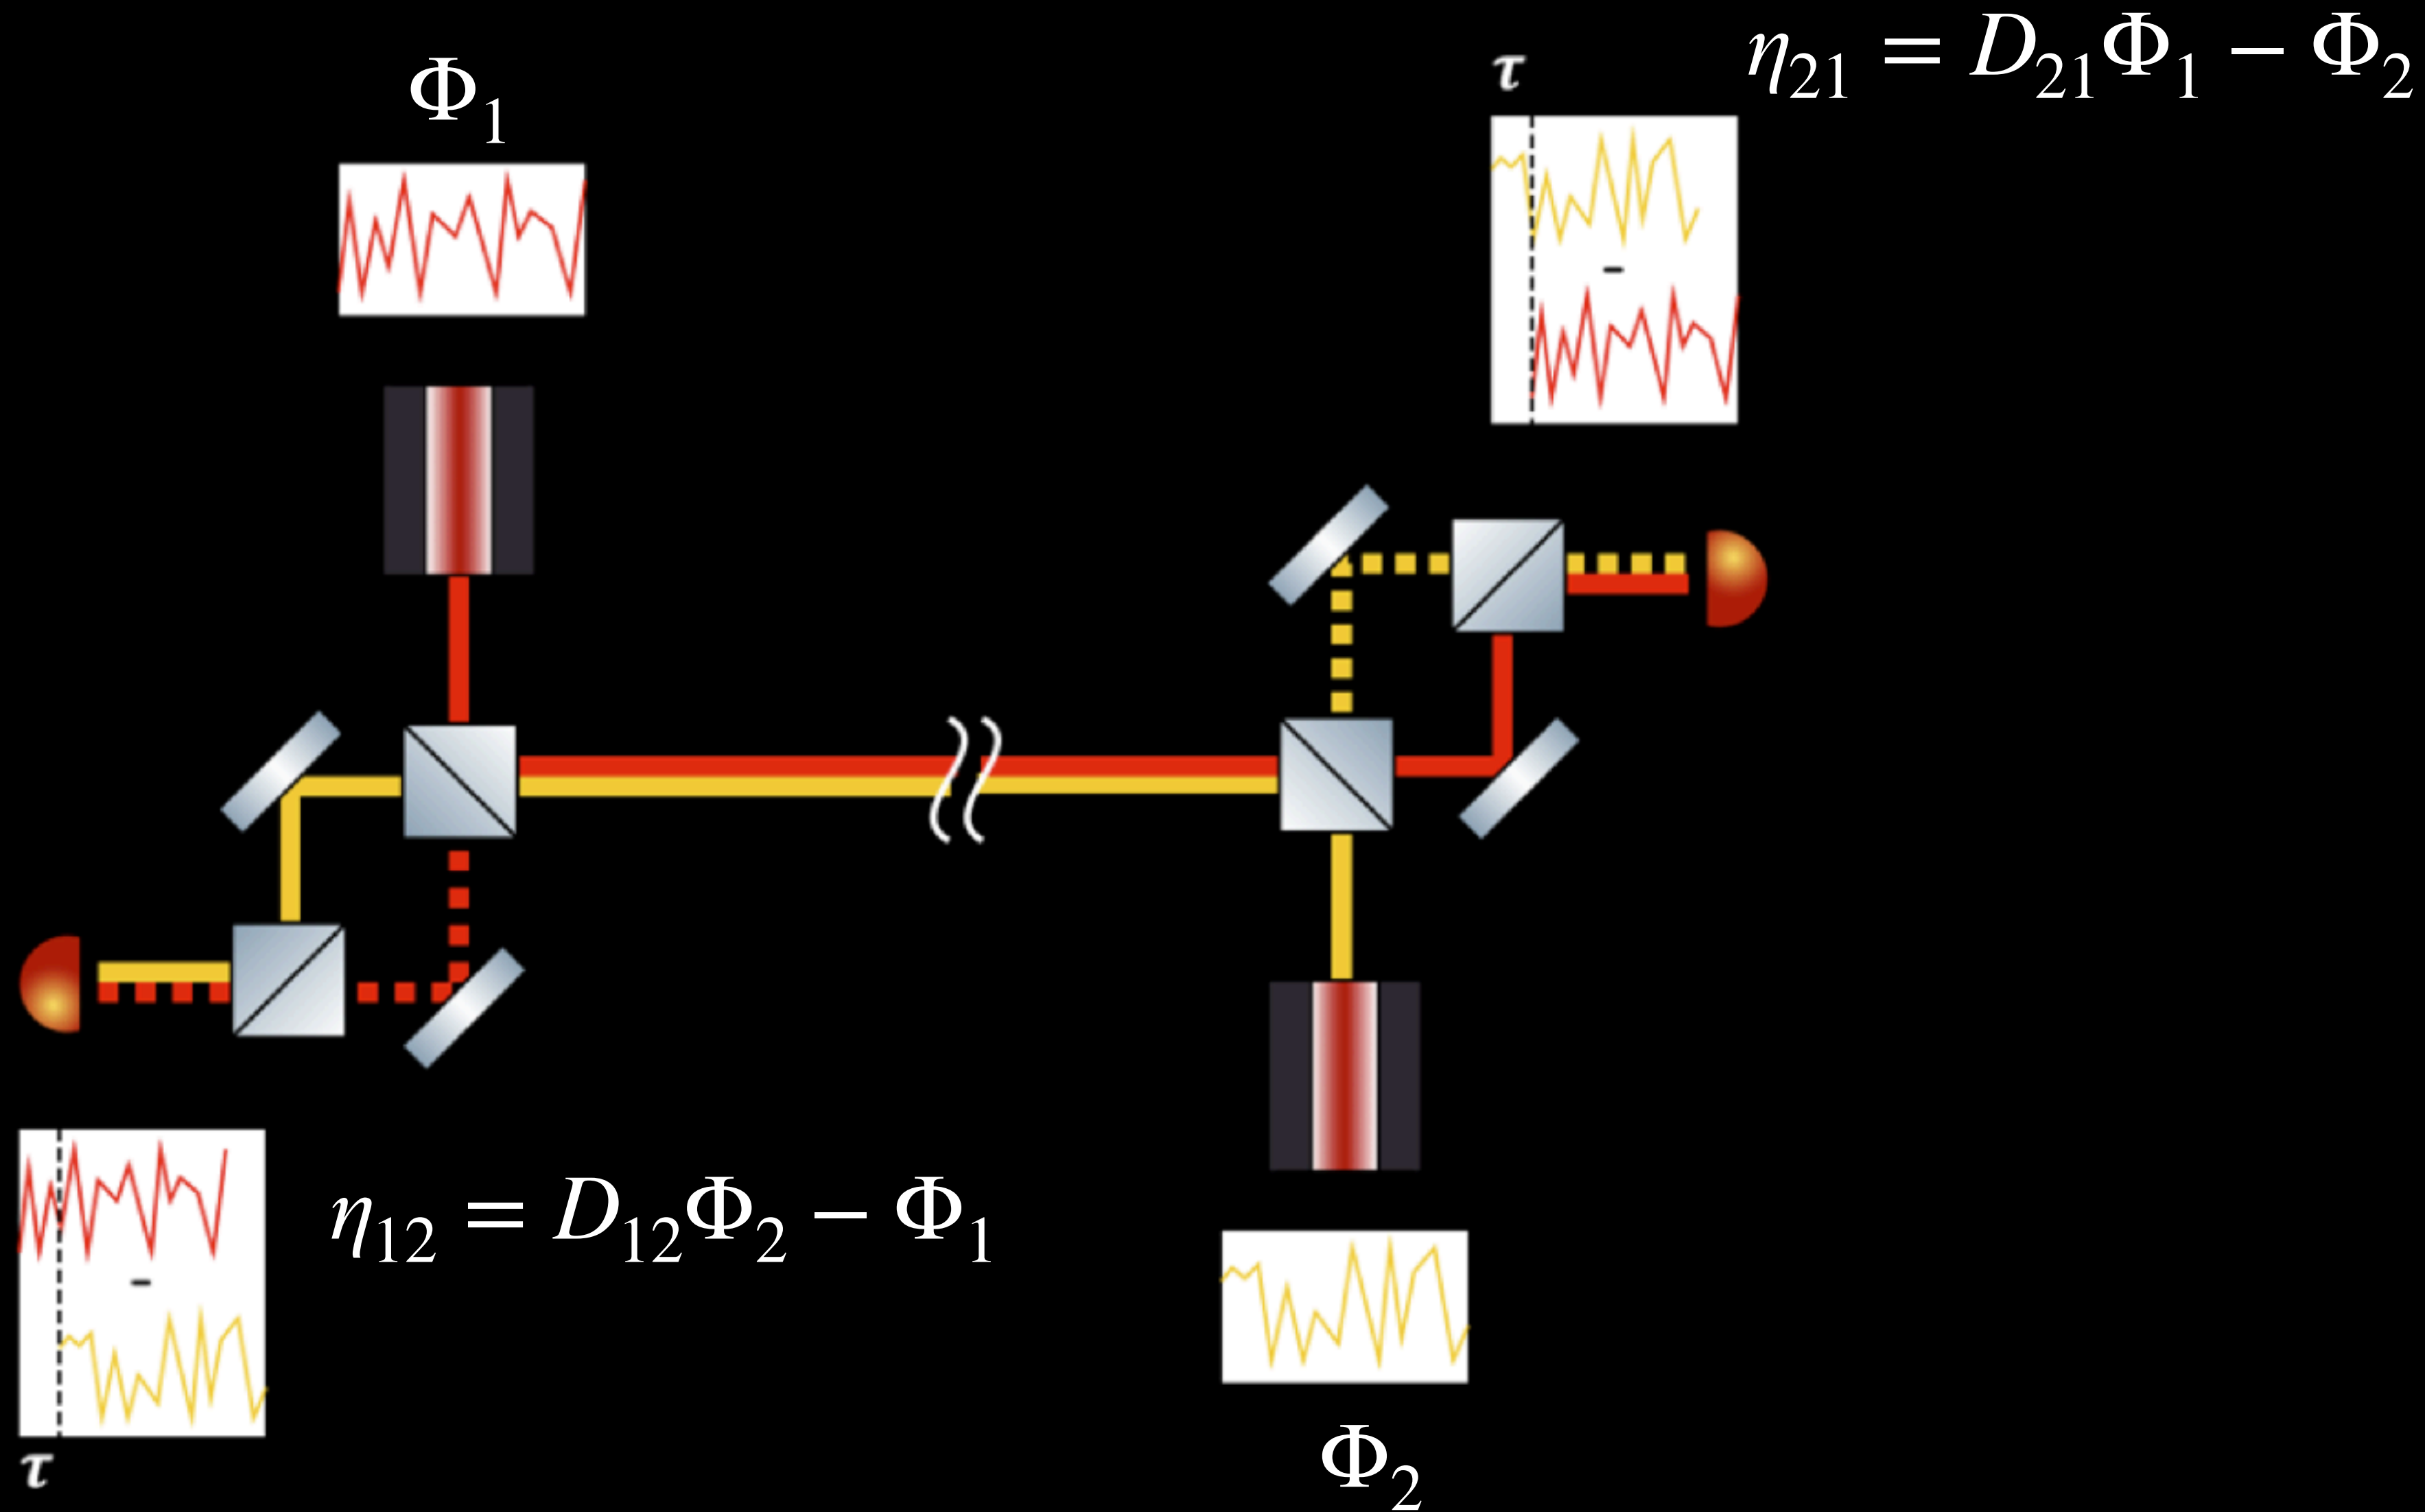 τ
η₂₁ = D₂₁Φ₁ − Φ₂
Φ₁
-
-
η₁₂ = D₁₂Φ₂ − Φ₁
τ
Φ₂